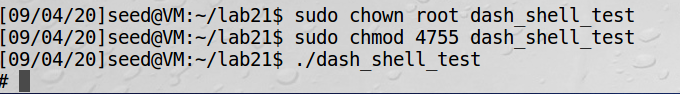 [09/04/20]seed@VM:~/lab21$ sudo chown root dash_shell_test
[09/04/20]seed@VM:~/lab21$ sudo chmod 4755 dash_shell_test
[09/04/20]seed@VM:~/lab21$ ./dash_shell_test
#